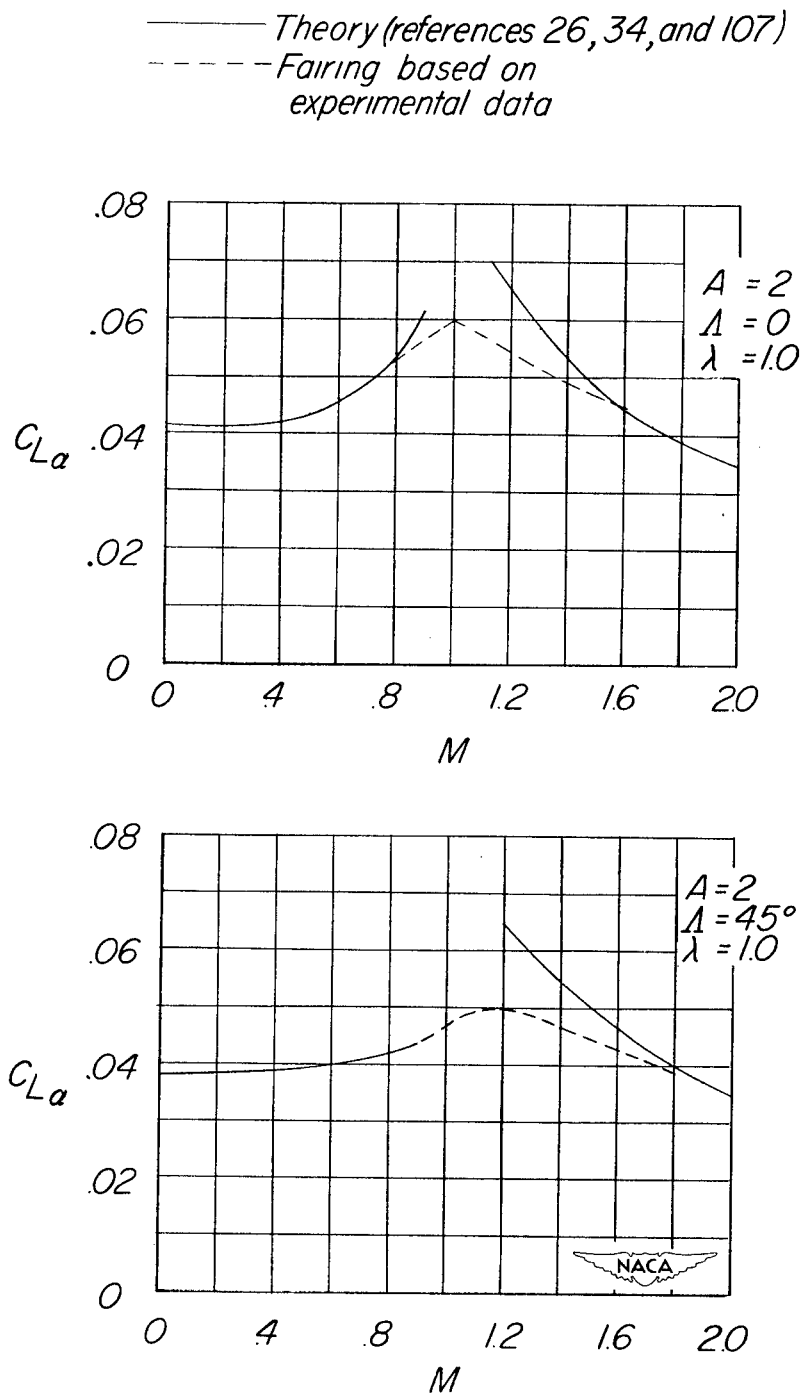 Theory (references 26, 34, and 107)
Fairing based on
experimental data
.08
.06
.04
.02
0
C_Lα
0 .4 .8 1.2 1.6 2.0
M
A = 2
Λ = 0
λ = 1.0
.08
.06
.04
.02
0
C_Lα
0 .4 .8 1.2 1.6 2.0
M
A = 2
Λ = 45°
λ = 1.0
NACA